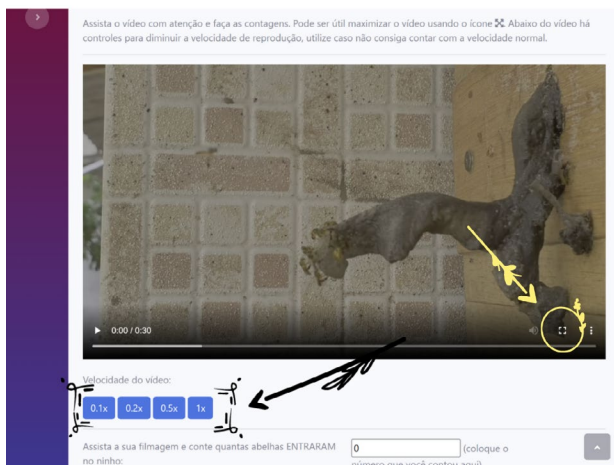 Assista o vídeo com atenção e faça as contagens. Pode ser útil maximizar o vídeo usando o ícone. Abaixo do vídeo há
controles para diminuir a velocidade de reprodução, utilize caso não consiga contar com a velocidade normal.
0:00 / 0:30
Velocidade do vídeo:
0.1x 0.2x 0.5x 1x
Assista a sua filmagem e conte quantas abelhas ENTRARAM
no ninho:
0
(coloque o
número que você contou aqui)